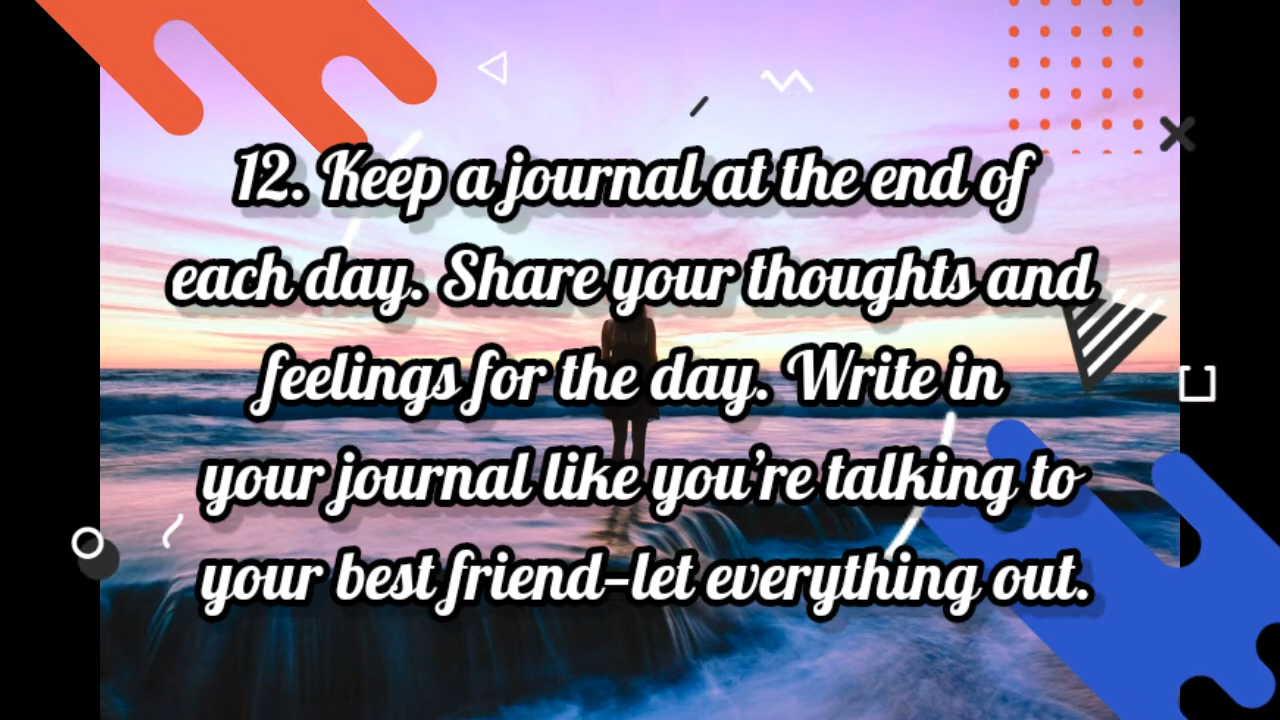 12. Keep a journal at the end of
each day. Share your thoughts and
feelings for the day. Write in
your journal like you’re talking to
your best friend–let everything out.